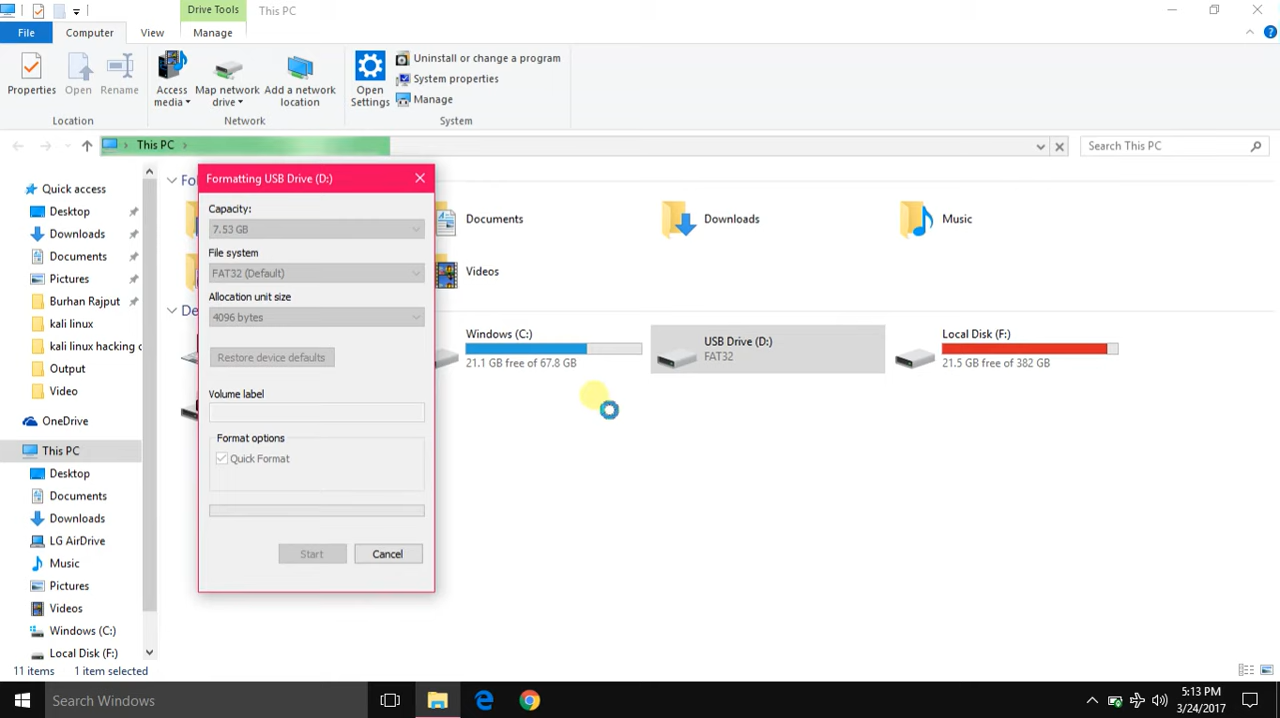 Drive Tools
This PC
File
Computer
View
Manage
Properties
Open
Rename
Access media
Map network drive
Add a network location
Open Settings
Uninstall or change a program
System properties
Manage
Location
Network
System
This PC
Search This PC
Quick access
Desktop
Downloads
Documents
Pictures
Burhan Rajput
kali linux
kali linux hacking c
Output
Video
OneDrive
This PC
Desktop
Documents
Downloads
LG AirDrive
Music
Pictures
Videos
Windows (C:)
Local Disk (F:)
Fo
Documents
Downloads
Music
Videos
De
Windows (C:)
21.1 GB free of 67.8 GB
USB Drive (D:)
FAT32
Local Disk (F:)
21.5 GB free of 382 GB
Formatting USB Drive (D:)
Capacity:
7.53 GB
File system
FAT32 (Default)
Allocation unit size
4096 bytes
Restore device defaults
Volume label
Format options
Quick Format
Start
Cancel
11 items
1 item selected
Search Windows
5:13 PM
3/24/2017